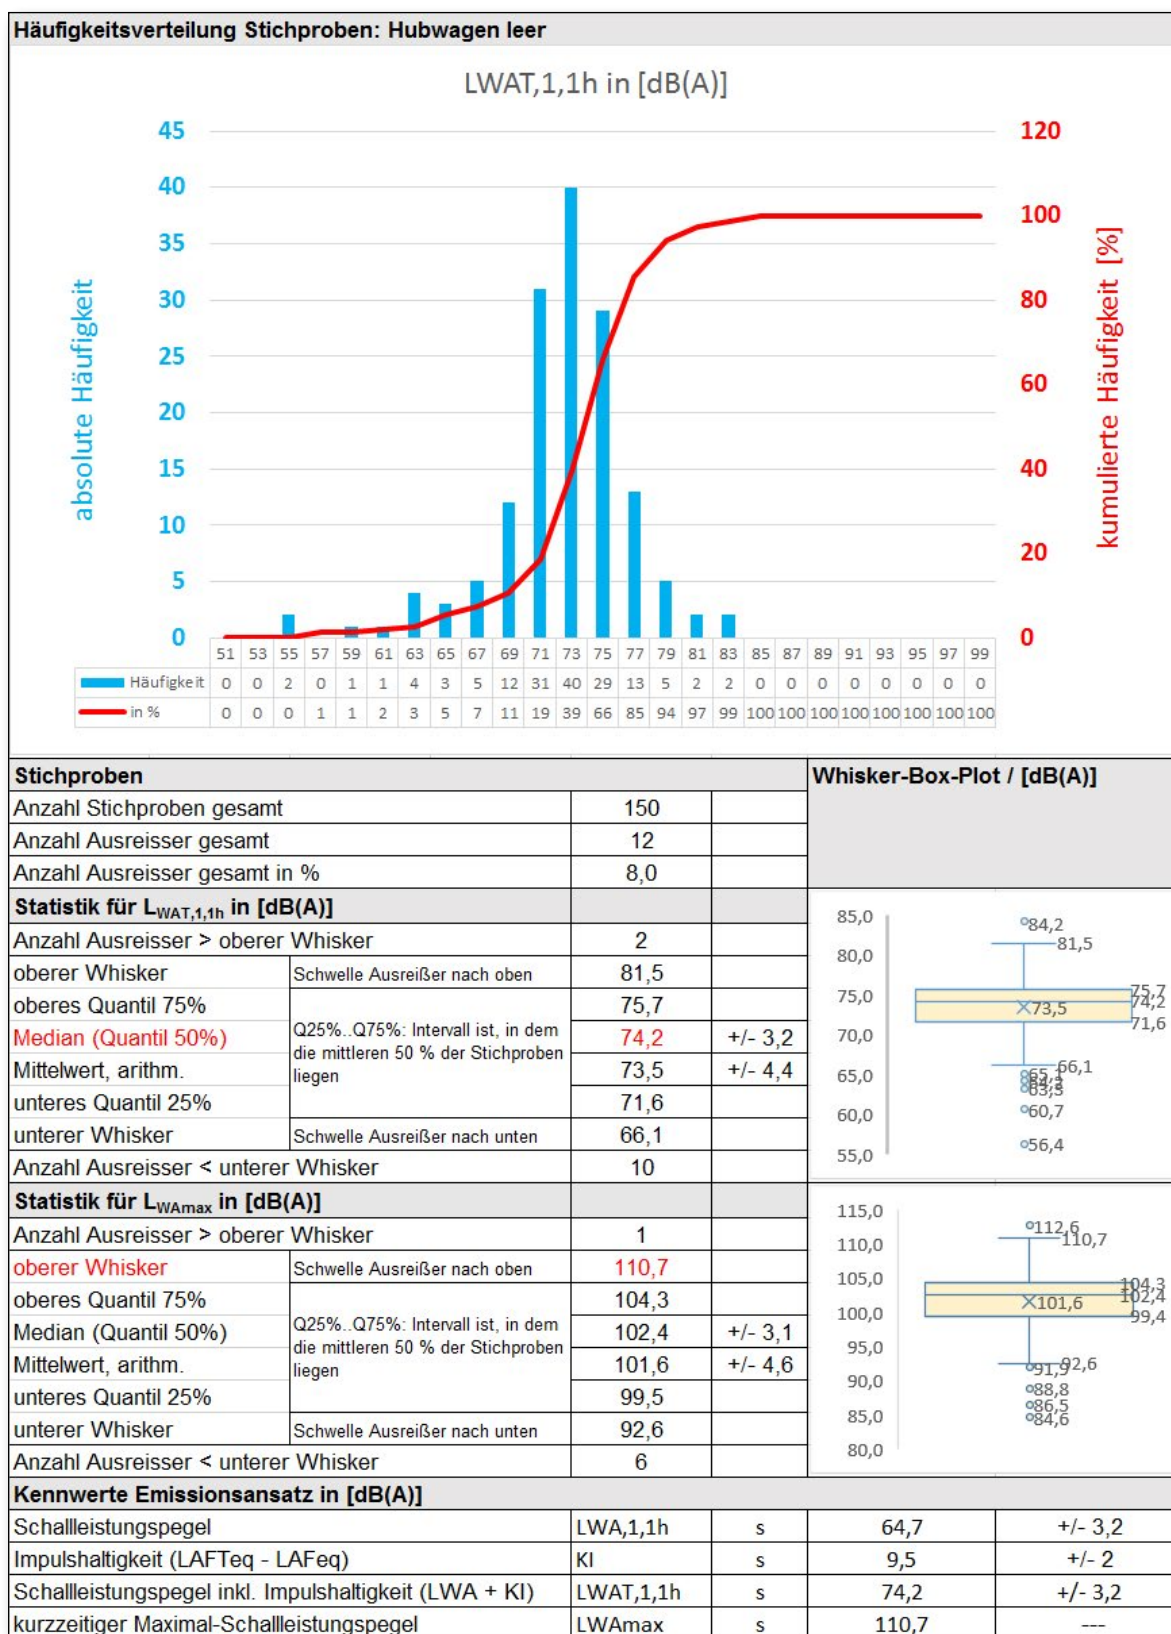 Häufigkeitsverteilung Stichproben: Hubwagen leer
LWAT,1,1h in [dB(A)]
absolute Häufigkeit
45
40
35
30
25
20
15
10
5
0
120
100
80
60
40
20
0
kumulierte Häufigkeit [%]
51 53 55 57 59 61 63 65 67 69 71 73 75 77 79 81 83 85 87 89 91 93 95 97 99
Häufigkeit 0 0 2 0 1 1 4 3 5 12 31 40 29 13 5 2 2 0 0 0 0 0 0 0 0
in % 0 0 0 1 1 2 3 5 7 11 19 39 66 85 94 97 99 100 100 100 100 100 100 100 100
Stichproben
Anzahl Stichproben gesamt 150
Anzahl Ausreisser gesamt 12
Anzahl Ausreisser gesamt in % 8,0
Statistik für LWAT,1,1h in [dB(A)]
Anzahl Ausreisser > oberer Whisker 2
oberer Whisker Schwelle Ausreißer nach oben 81,5
oberes Quantil 75% 75,7
Median (Quantil 50%) 74,2 +/- 3,2
Q25%..Q75%: Intervall ist, in dem
die mittleren 50 % der Stichproben
liegen
Mittelwert, arithm. 73,5 +/- 4,4
unteres Quantil 25% 71,6
unterer Whisker Schwelle Ausreißer nach unten 66,1
Anzahl Ausreisser < unterer Whisker 10
Statistik für LWAmax in [dB(A)]
Anzahl Ausreisser > oberer Whisker 1
oberer Whisker Schwelle Ausreißer nach oben 110,7
oberes Quantil 75% 104,3
Median (Quantil 50%) 102,4 +/- 3,1
Q25%..Q75%: Intervall ist, in dem
die mittleren 50 % der Stichproben
liegen
Mittelwert, arithm. 101,6 +/- 4,6
unteres Quantil 25% 99,5
unterer Whisker Schwelle Ausreißer nach unten 92,6
Anzahl Ausreisser < unterer Whisker 6
Whisker-Box-Plot / [dB(A)]
85,0
80,0
75,0
70,0
65,0
60,0
55,0
84,2
81,5
75,7
74,2
73,5
71,6
66,1
65,1
63,3
60,7
56,4
115,0
110,0
105,0
100,0
95,0
90,0
85,0
80,0
112,6
110,7
104,3
102,4
101,6
99,4
92,6
91,9
88,8
86,5
84,6
Kennwerte Emissionsansatz in [dB(A)]
Schallleistungspegel LWA,1,1h s 64,7 +/- 3,2
Impulshaltigkeit (LAFTeq - LAFeq) KI s 9,5 +/- 2
Schallleistungspegel inkl. Impulshaltigkeit (LWA + KI) LWAT,1,1h s 74,2 +/- 3,2
kurzzeitiger Maximal-Schallleistungspegel LWAmax s 110,7 ---